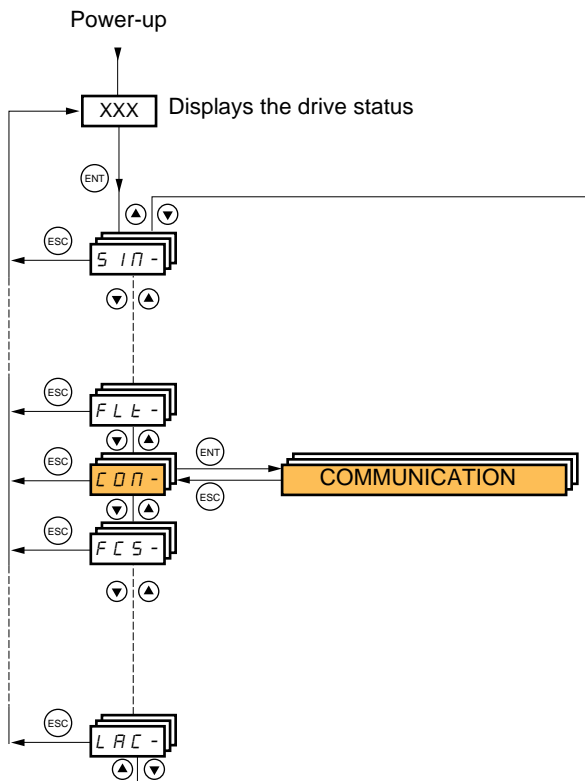 Power-up
XXX Displays the drive status
ENT
ESC
SIM-
ESC
FLt-
ESC
ENT
COM-
COMMUNICATION
ESC
ESC
FCS-
ESC
LAC-